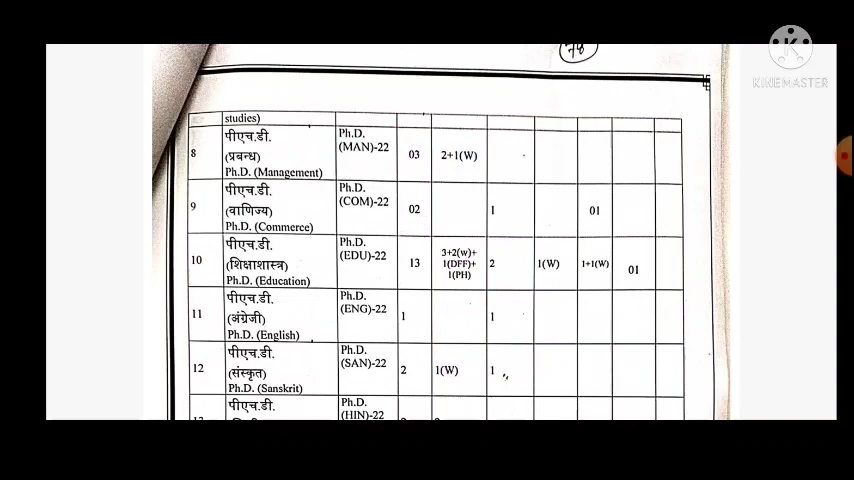 78
KINEMASTER
studies)
8 पीएच.डी. (प्रबन्ध) Ph.D. (Management) Ph.D. (MAN)-22 03 2+1(W)
9 पीएच.डी. (वाणिज्य) Ph.D. (Commerce) Ph.D. (COM)-22 02 1 01
10 पीएच.डी. (शिक्षाशास्त्र) Ph.D. (Education) Ph.D. (EDU)-22 13 3+2(w)+ 1(DFF)+ 1(PH) 2 1(W) 1+1(W) 01
11 पीएच.डी. (अंग्रेजी) Ph.D. (English) Ph.D. (ENG)-22 1 1
12 पीएच.डी. (संस्कृत) Ph.D. (Sanskrit) Ph.D. (SAN)-22 2 1(W) 1
पीएच.डी. Ph.D. (HIN)-22